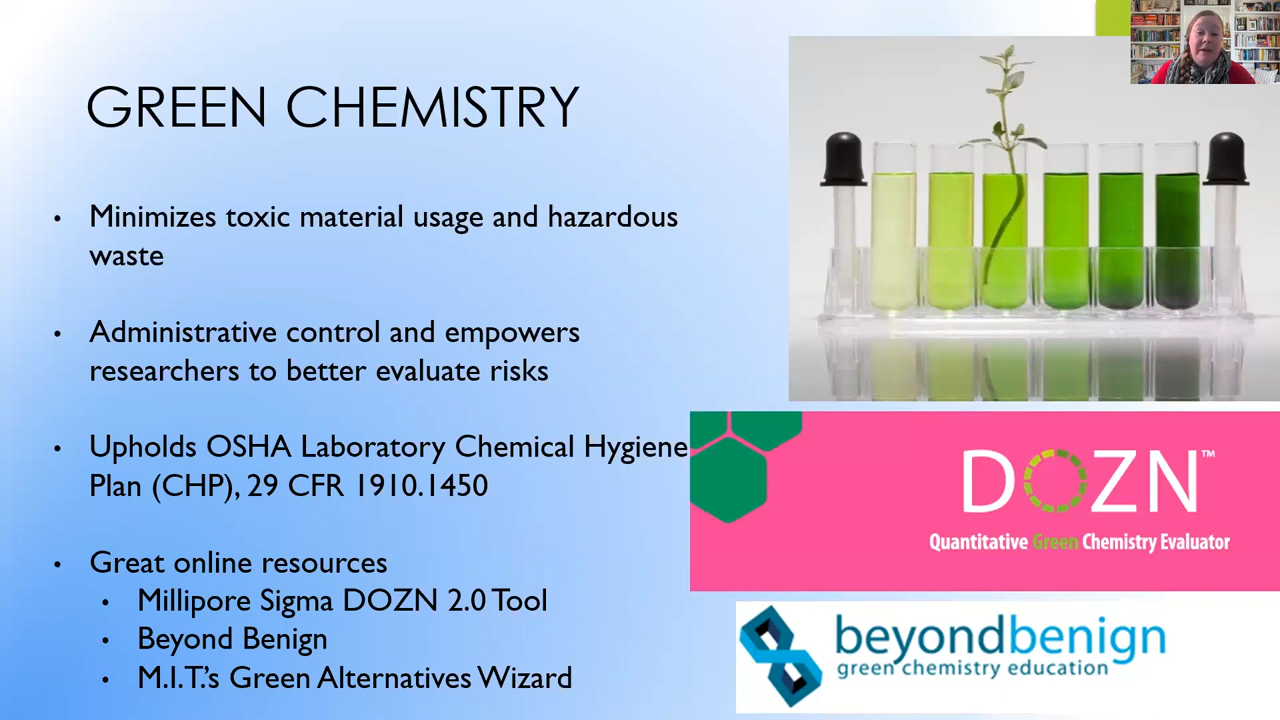 GREEN CHEMISTRY
• Minimizes toxic material usage and hazardous
waste
• Administrative control and empowers
researchers to better evaluate risks
• Upholds OSHA Laboratory Chemical Hygiene
Plan (CHP), 29 CFR 1910.1450
• Great online resources
• Millipore Sigma DOZN 2.0 Tool
• Beyond Benign
• M.I.T.'s Green Alternatives Wizard
DOZN™
Quantitative Green Chemistry Evaluator
beyondbenign
green chemistry education